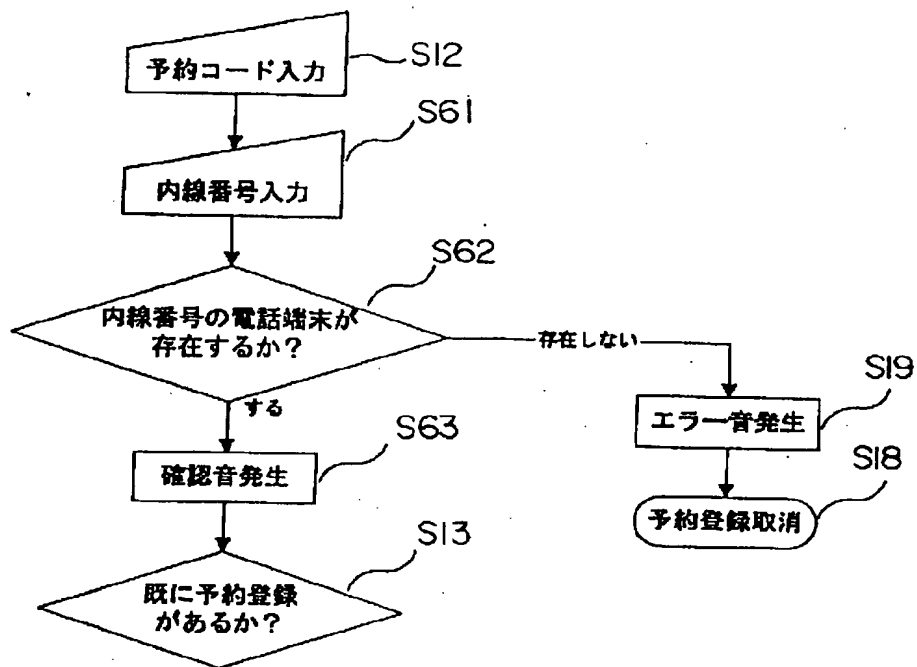 予約コード入力
S12
内線番号入力
S61
内線番号の電話端末が
存在するか？
S62
存在しない
する
エラー音発生
S19
確認音発生
S63
予約登録取消
S18
既に予約登録
があるか？
S13